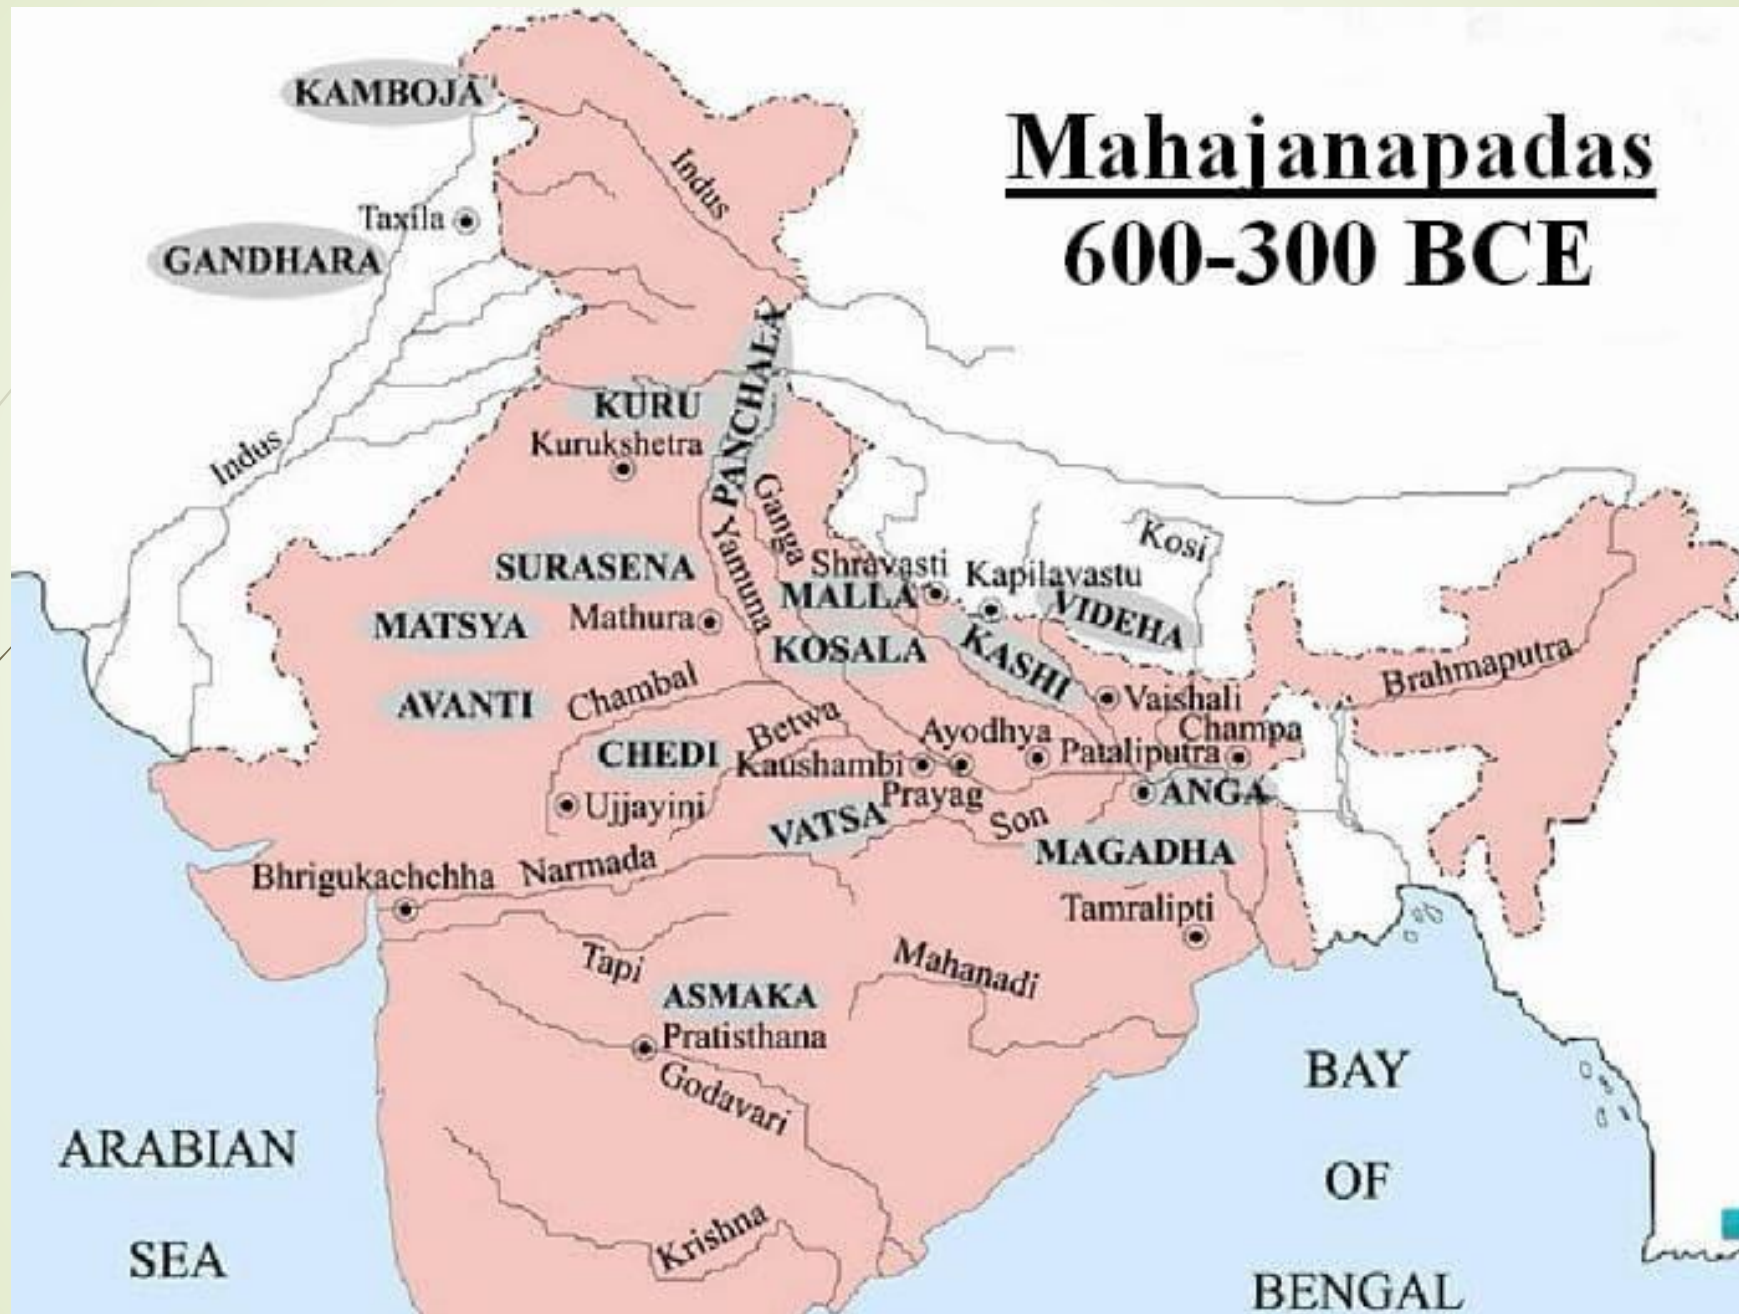 Mahajanapadas
600-300 BCE
KAMBOJA
Indus
Taxila
GANDHARA
PANCHALA
KURU
Kurukshetra
Indus
Ganga
Yamuna
Kosi
SURASENA
Shravasti
Kapilavastu
MALLA
VIDEHA
MATSYA
Mathura
KOSALA
KASHI
Brahmaputra
AVANTI
Chambal
Vaishali
Betwa
Ayodhya
Champa
CHEDI
Kaushambi
Pataliputra
Ujjayini
Prayag
ANGA
VATSA
Son
MAGADHA
Bhrigukachchha
Narmada
Tamralipti
Tapi
Mahanadi
ASMAKA
Pratisthana
Godavari
Krishna
ARABIAN
SEA
BAY
OF
BENGAL